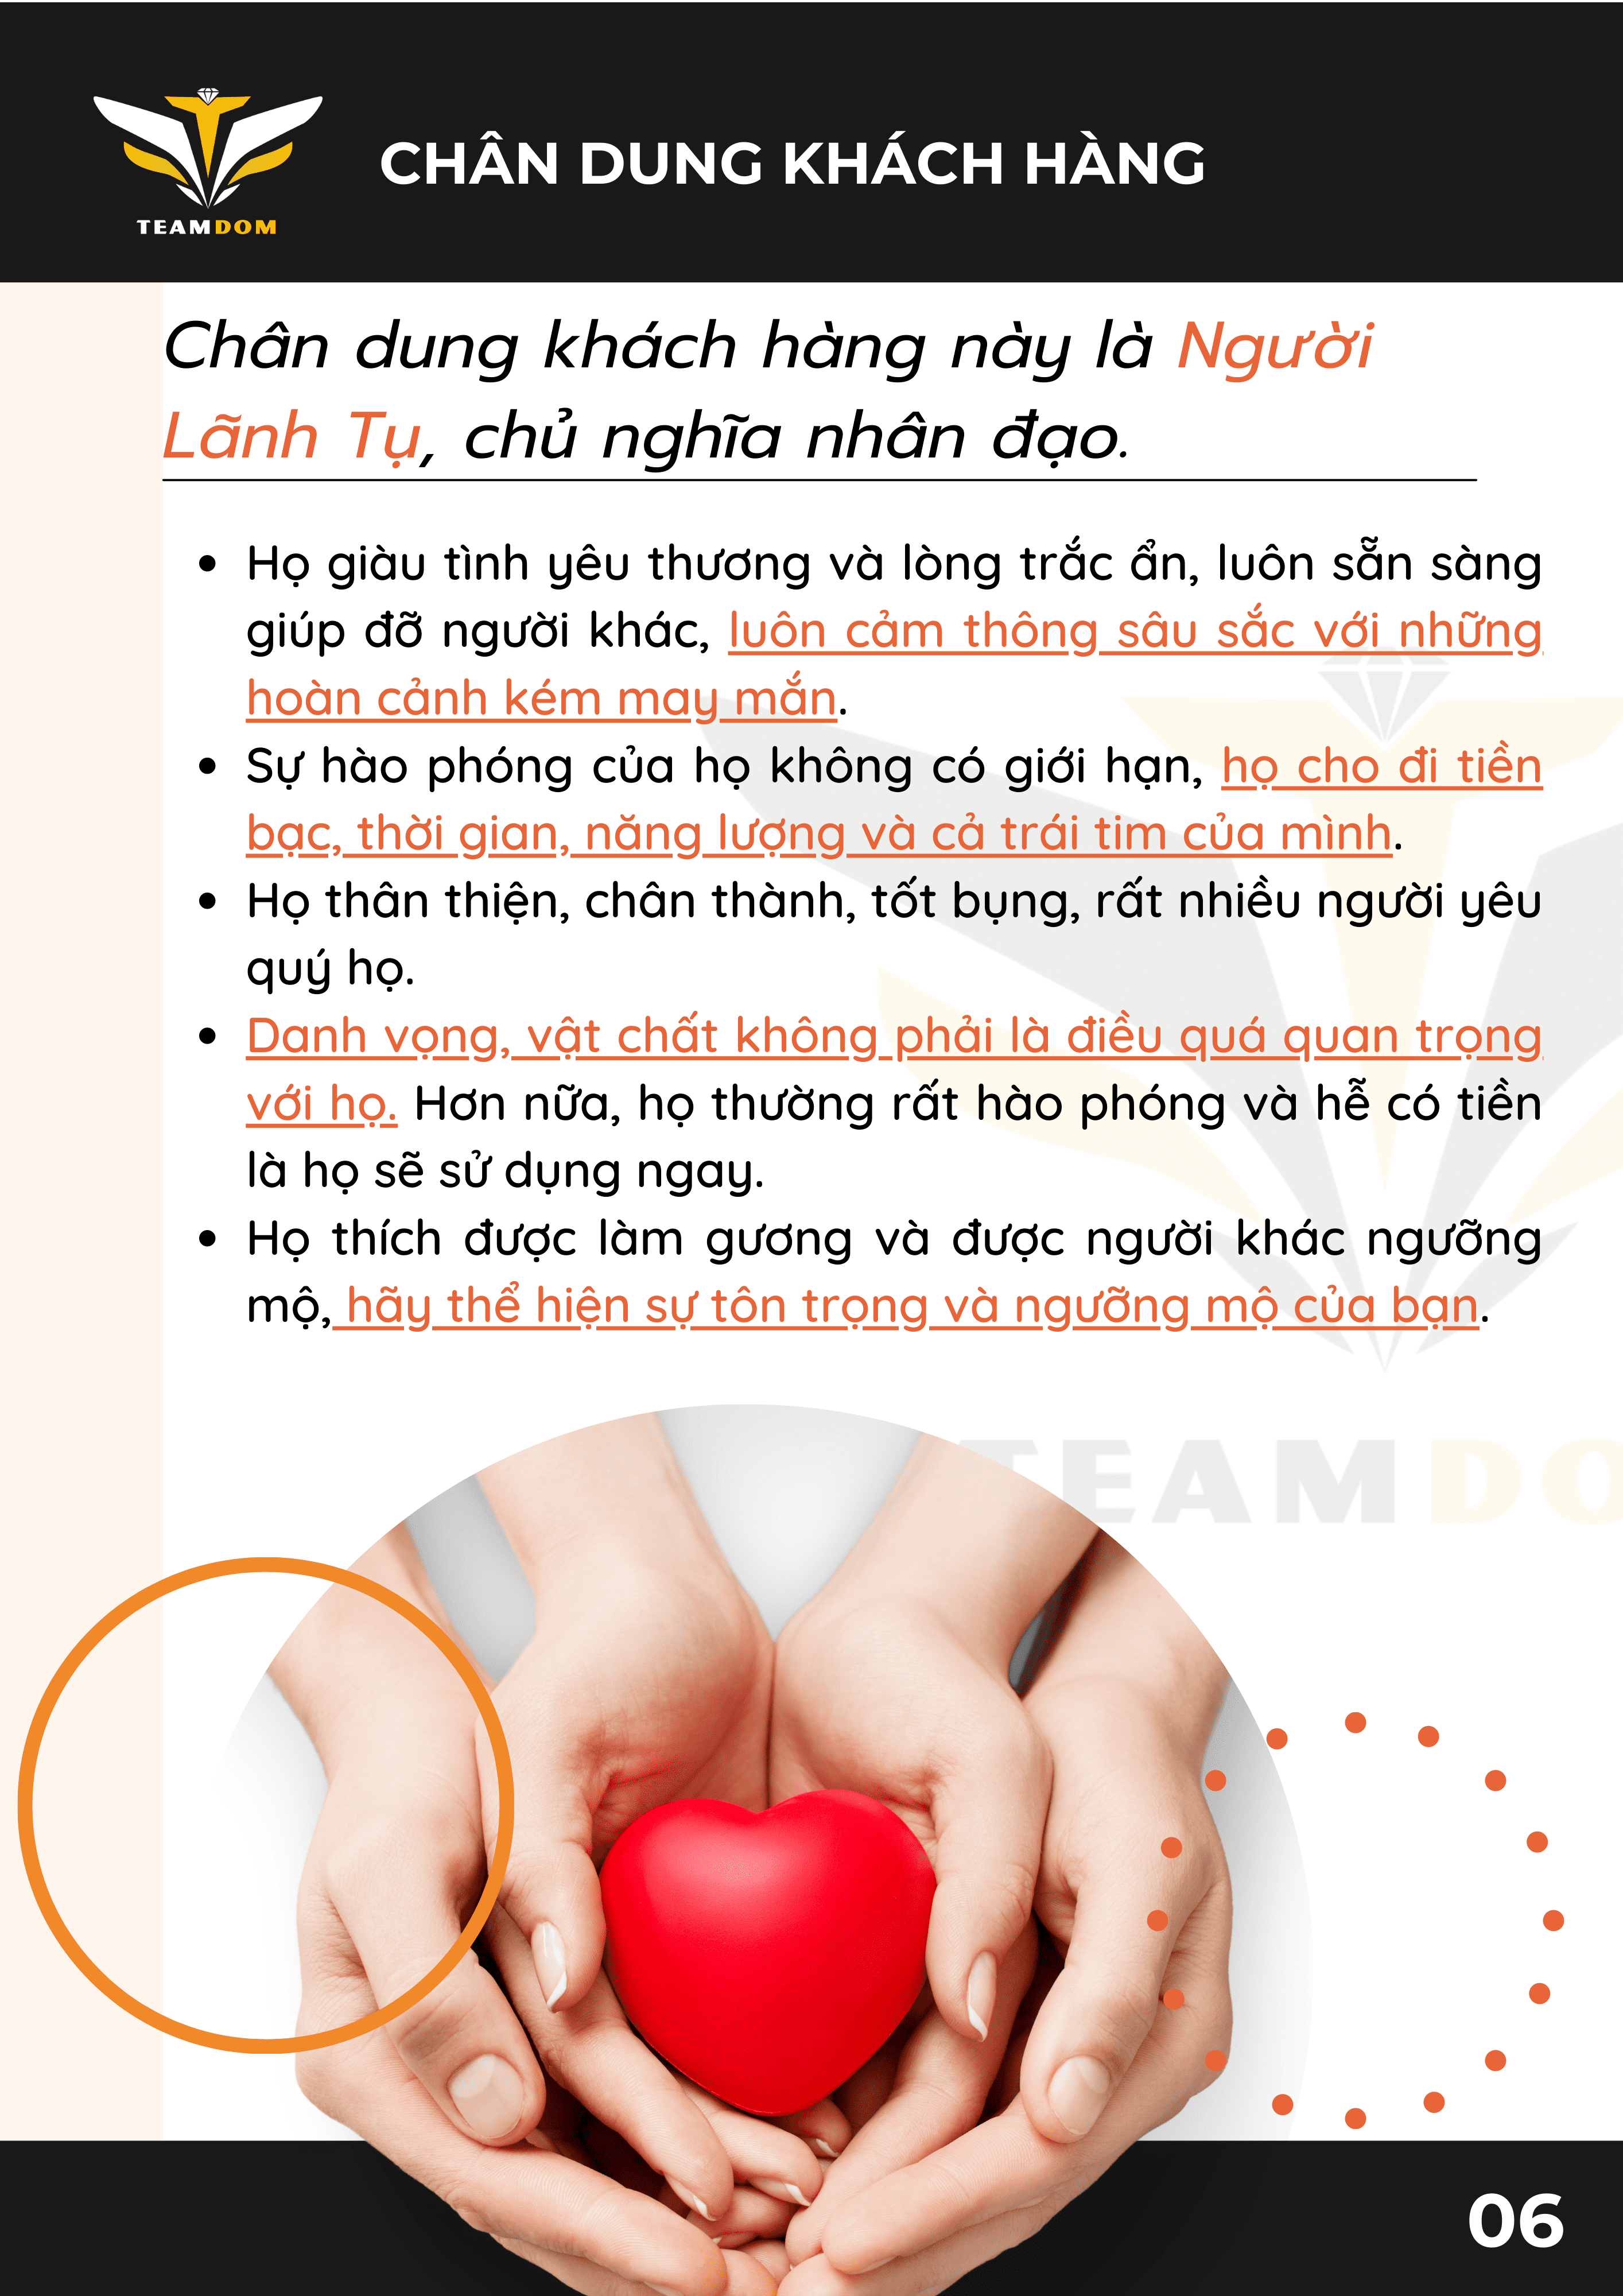 TEAMDOM
CHÂN DUNG KHÁCH HÀNG
Chân dung khách hàng này là Người
Lãnh Tụ, chủ nghĩa nhân đạo.
• Họ giàu tình yêu thương và lòng trắc ẩn, luôn sẵn sàng
giúp đỡ người khác, luôn cảm thông sâu sắc với những
hoàn cảnh kém may mắn.
• Sự hào phóng của họ không có giới hạn, họ cho đi tiền
bạc, thời gian, năng lượng và cả trái tim của mình.
• Họ thân thiện, chân thành, tốt bụng, rất nhiều người yêu
quý họ.
• Danh vọng, vật chất không phải là điều quá quan trọng
với họ. Hơn nữa, họ thường rất hào phóng và hễ có tiền
là họ sẽ sử dụng ngay.
• Họ thích được làm gương và được người khác ngưỡng
mộ, hãy thể hiện sự tôn trọng và ngưỡng mộ của bạn.
TEAMDO
06